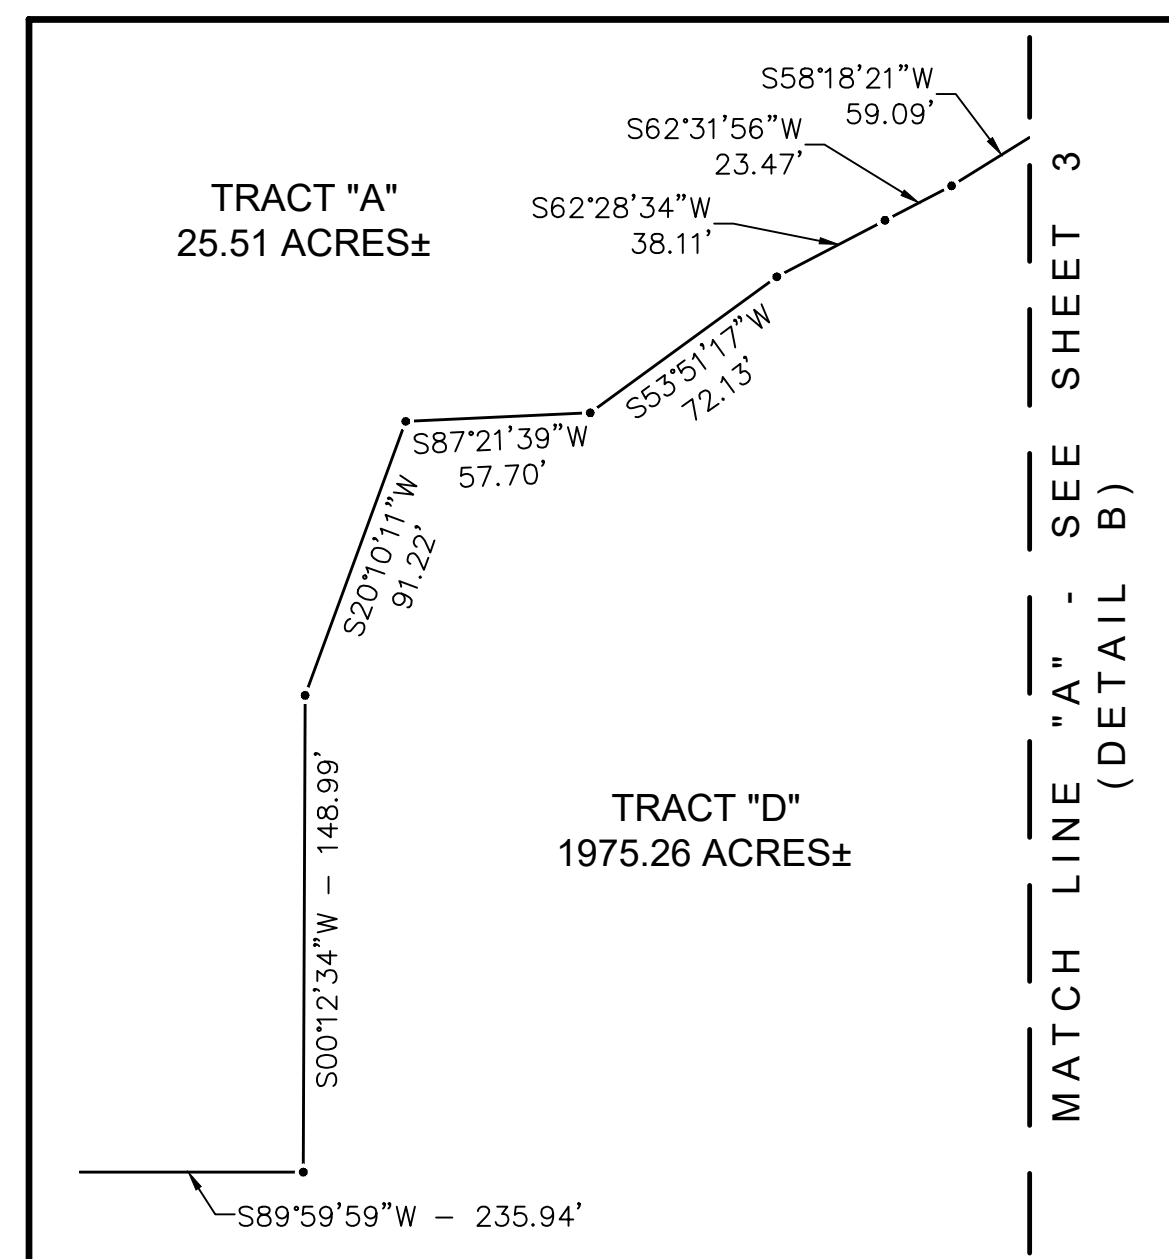 S58°18'21"W
59.09'
S62°31'56"W
23.47'
S62°28'34"W
38.11'
TRACT "A"
25.51 ACRES±
S53°51'17"W
72.13'
S87°21'39"W
57.70'
S20°10'11"W
91.22'
S00°12'34"W – 148.99'
TRACT "D"
1975.26 ACRES±
S89°59'59"W – 235.94'
MATCH LINE "A" - SEE SHEET 3
(DETAIL B)